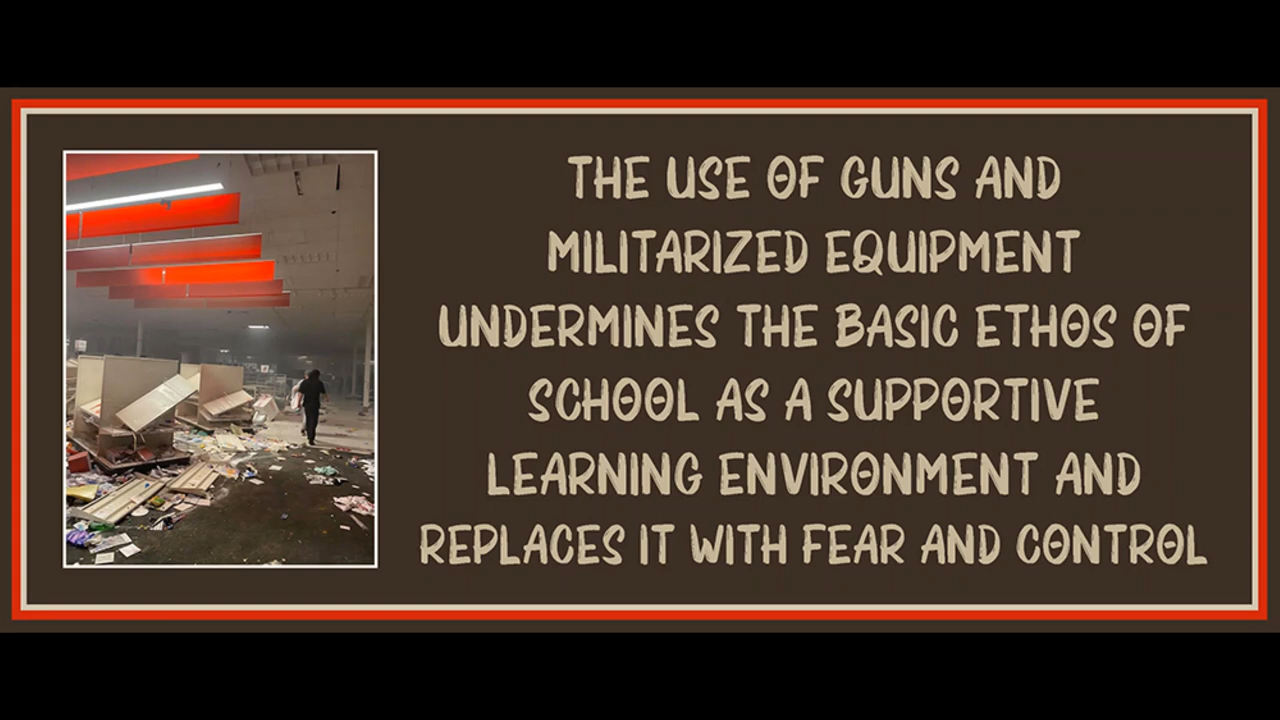 THE USE OF GUNS AND
MILITARIZED EQUIPMENT
UNDERMINES THE BASIC ETHOS OF
SCHOOL AS A SUPPORTIVE
LEARNING ENVIRONMENT AND
REPLACES IT WITH FEAR AND CONTROL